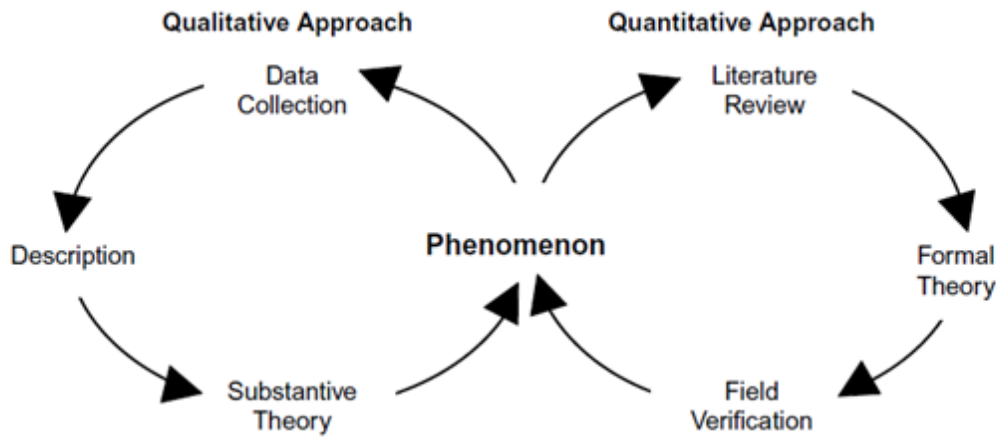 Qualitative Approach
Quantitative Approach
Data
Collection
Literature
Review
Description
Phenomenon
Formal
Theory
Substantive
Theory
Field
Verification